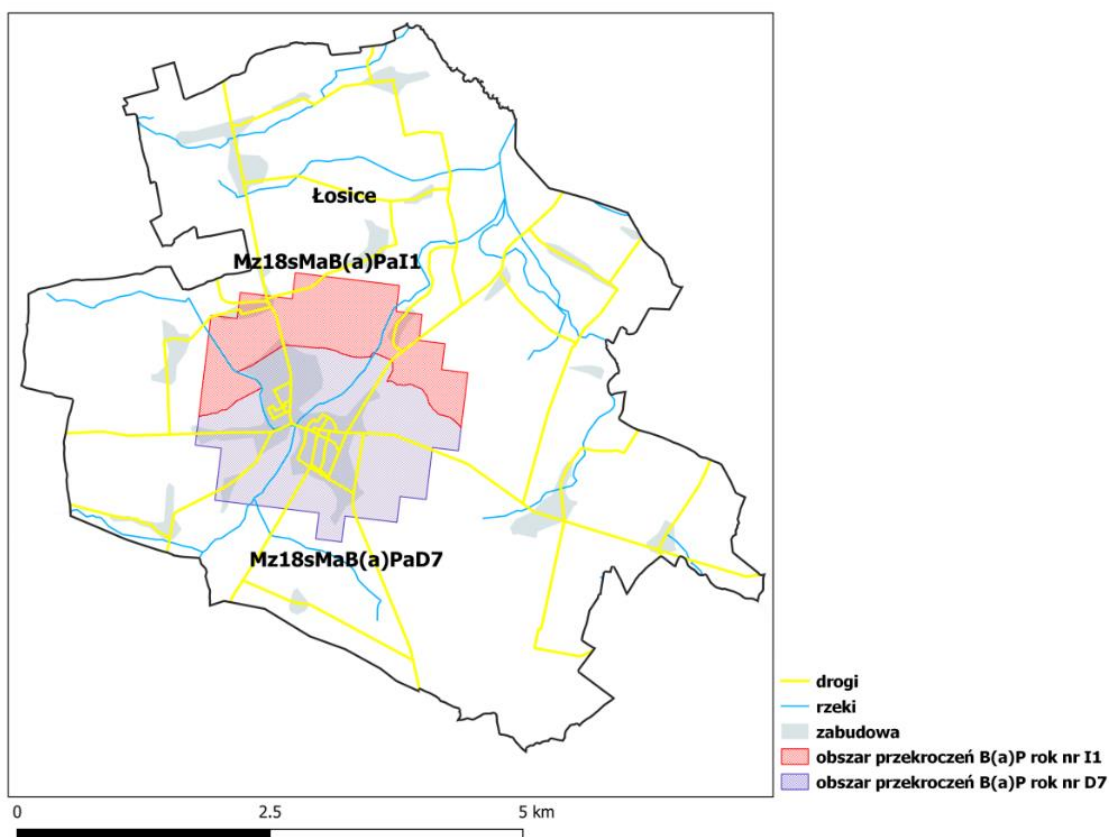 Łosice
Mz18sMaB(a)PaI1
Mz18sMaB(a)PaD7
drogi
rzeki
zabudowa
obszar przekroczeń B(a)P rok nr I1
obszar przekroczeń B(a)P rok nr D7
0 2.5 5 km